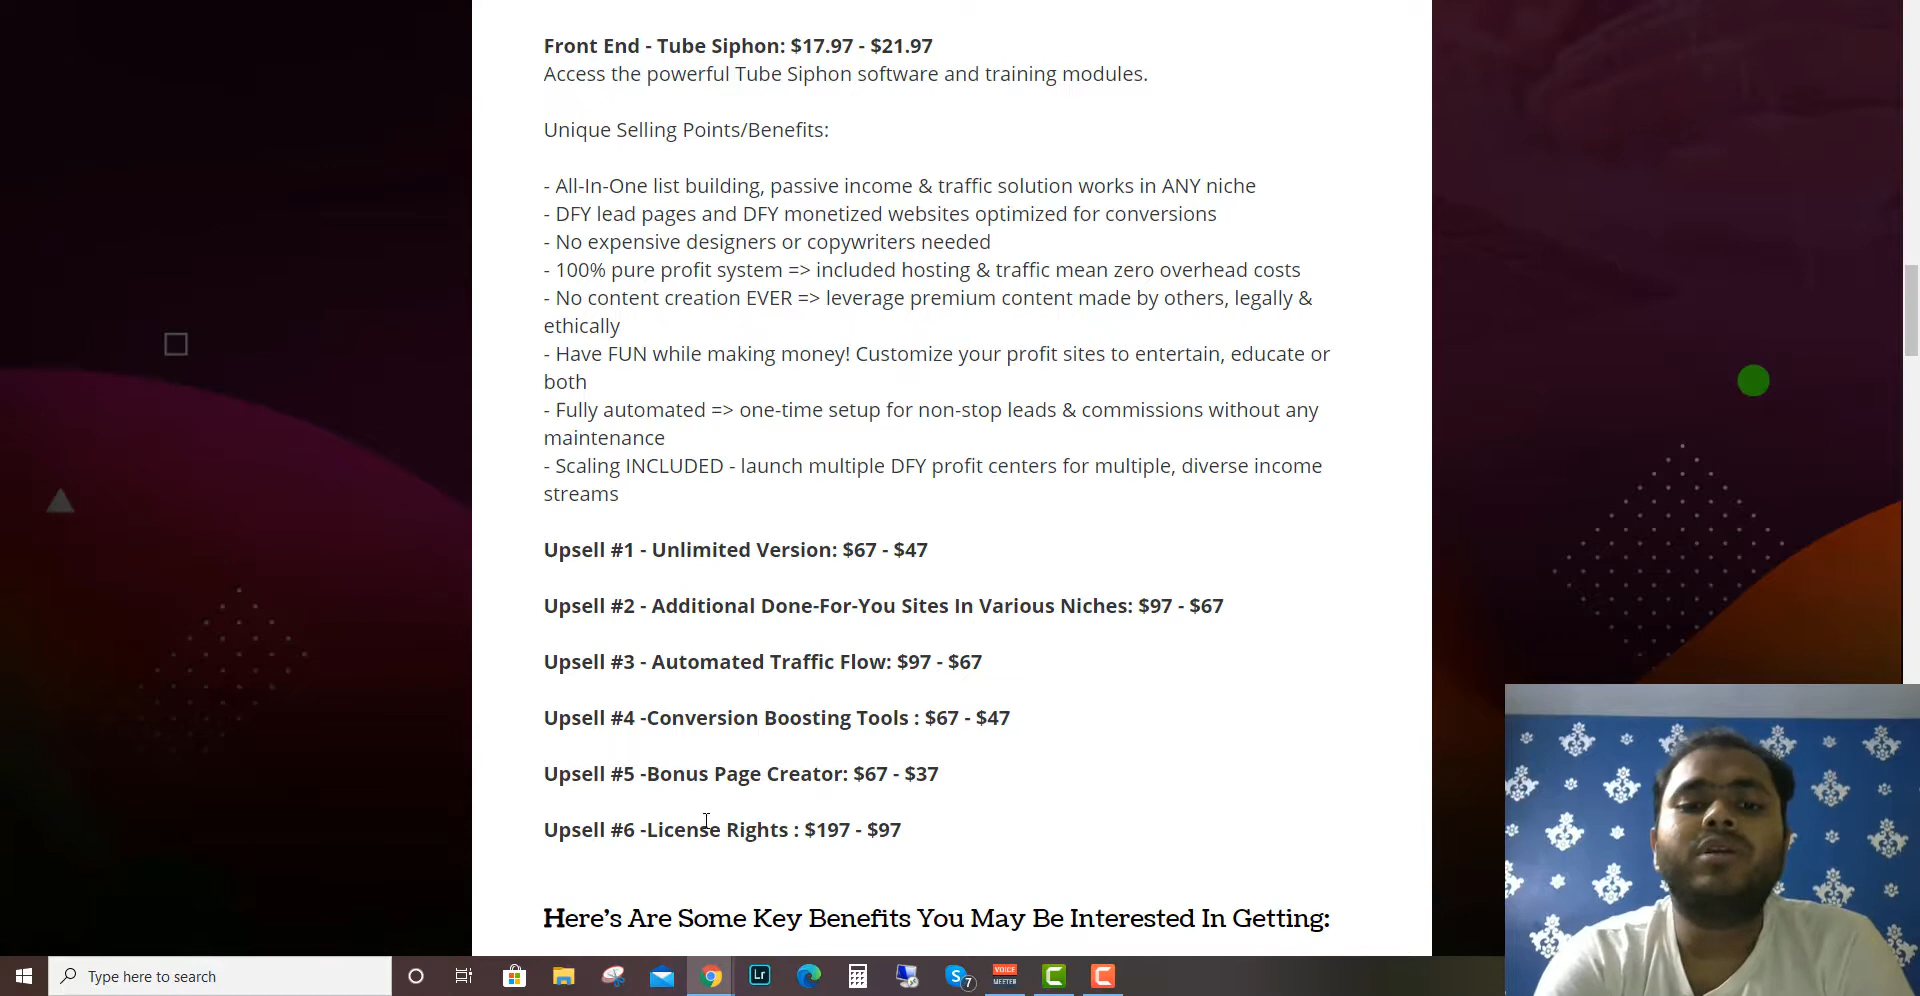 Front End - Tube Siphon: $17.97 - $21.97
Access the powerful Tube Siphon software and training modules.
Unique Selling Points/Benefits:
- All-In-One list building, passive income & traffic solution works in ANY niche
- DFY lead pages and DFY monetized websites optimized for conversions
- No expensive designers or copywriters needed
- 100% pure profit system => included hosting & traffic mean zero overhead costs
- No content creation EVER => leverage premium content made by others, legally &
ethically
- Have FUN while making money! Customize your profit sites to entertain, educate or
both
- Fully automated => one-time setup for non-stop leads & commissions without any
maintenance
- Scaling INCLUDED - launch multiple DFY profit centers for multiple, diverse income
streams
Upsell #1 - Unlimited Version: $67 - $47
Upsell #2 - Additional Done-For-You Sites In Various Niches: $97 - $67
Upsell #3 - Automated Traffic Flow: $97 - $67
Upsell #4 -Conversion Boosting Tools : $67 - $47
Upsell #5 -Bonus Page Creator: $67 - $37
Upsell #6 -License Rights : $197 - $97
Here's Are Some Key Benefits You May Be Interested In Getting:
Type here to search
Lr
S
7
VOICE
MEETER
C
C